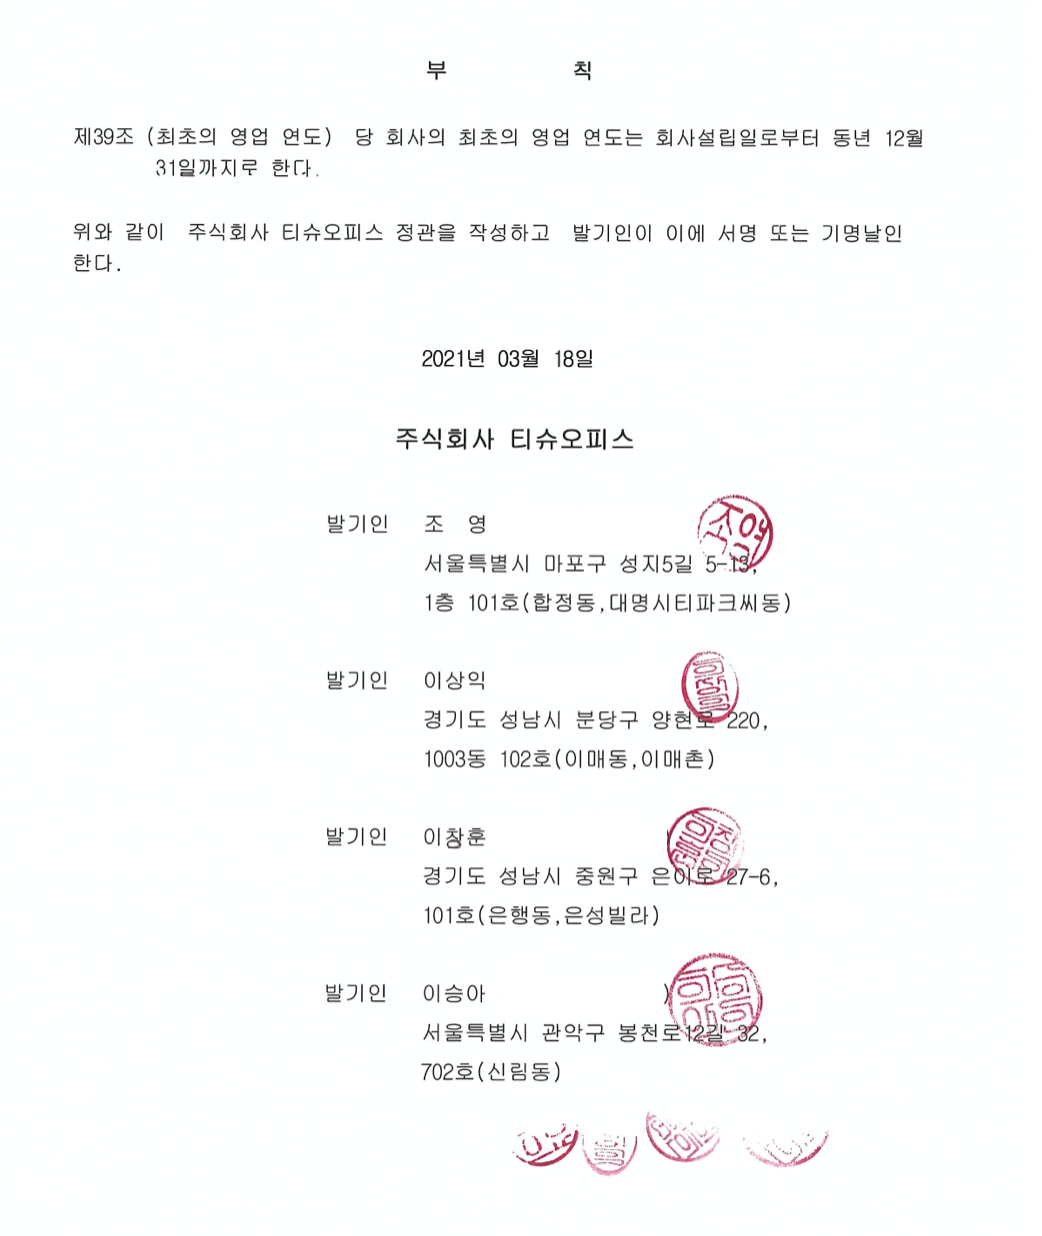 부 칙
제39조 (최초의 영업 연도) 당 회사의 최초의 영업 연도는 회사설립일로부터 동년 12월
31일까지로 한다.
위와 같이 주식회사 티슈오피스 정관을 작성하고 발기인이 이에 서명 또는 기명날인
한다.
2021년 03월 18일
주식회사 티슈오피스
발기인 조 영
서울특별시 마포구 성지5길 5-13,
1층 101호(합정동,대명시티파크씨동)
발기인 이상익
경기도 성남시 분당구 양현로 220,
1003동 102호(이매동,이매촌)
발기인 이창훈
경기도 성남시 중원구 은이로 27-6,
101호(은행동,은성빌라)
발기인 이승아 )
서울특별시 관악구 봉천로12길 32,
702호(신림동)